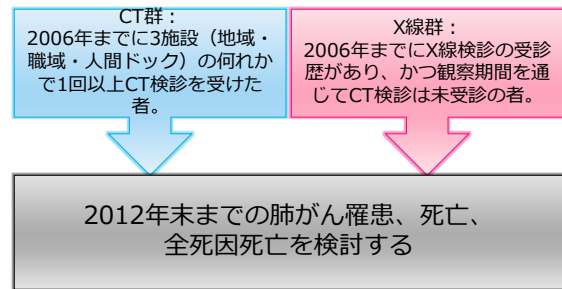 CT群：
2006年までに3施設（地域・
職域・人間ドック）の何れか
で1回以上CT検診を受けた
者。
X線群：
2006年までにX線検診の受診
歴があり、かつ観察期間を通
じてCT検診は未受診の者。
2012年末までの肺がん罹患、死亡、
全死因死亡を検討する